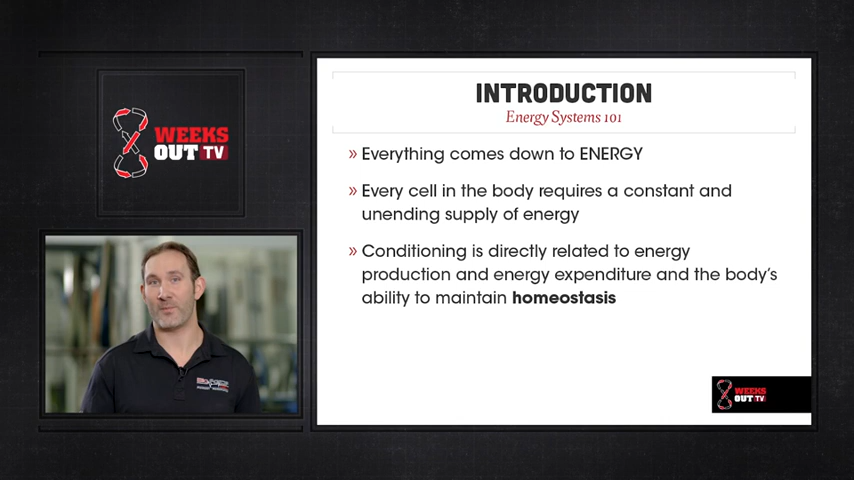 WEEKS
OUT TV
INTRODUCTION
Energy Systems 101
» Everything comes down to ENERGY
» Every cell in the body requires a constant and
unending supply of energy
» Conditioning is directly related to energy
production and energy expenditure and the body's
ability to maintain homeostasis
WEEKS
OUT TV